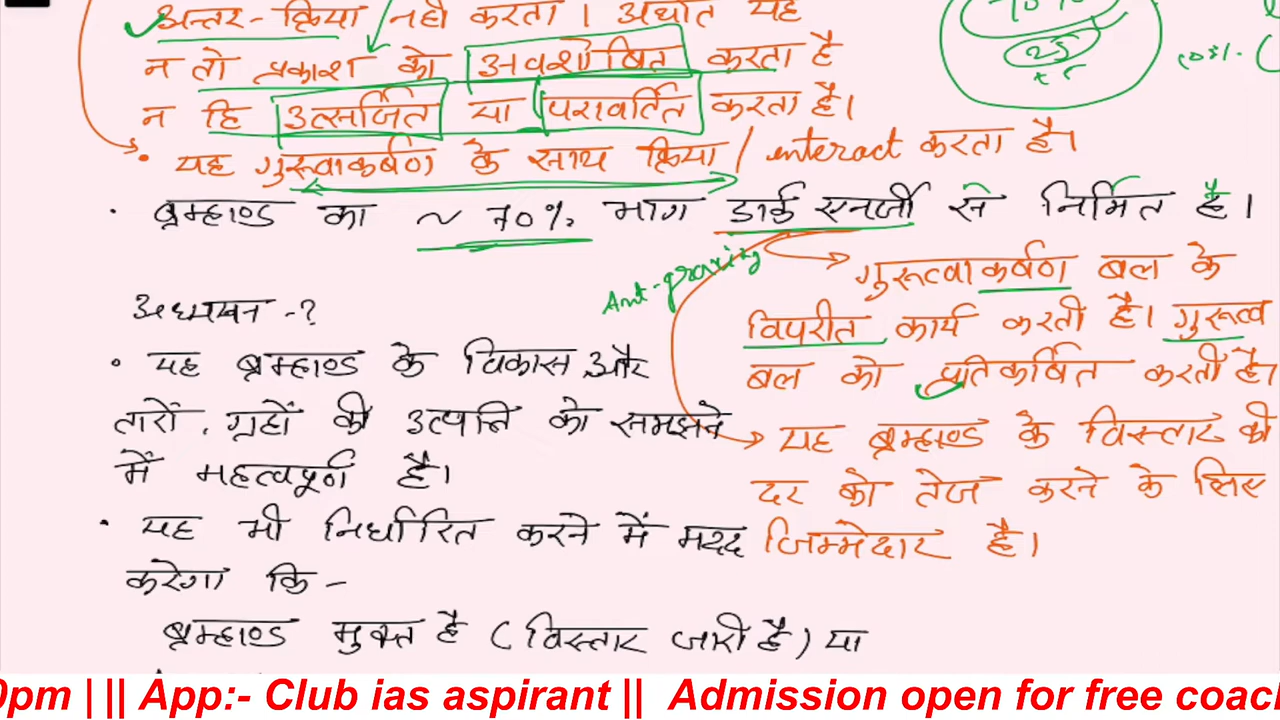 अन्तर-क्रिया नहीं करता। अर्थात यह
न तो प्रकाश को अवशोषित करता है
न हि उत्सर्जित या परावर्तित करता है।
• यह गुरूत्वाकर्षण के साथ क्रिया / interact करता है।
• ब्रम्हाण्ड का ~ 70% भाग डार्क एनर्जी से निर्मित है।
Ant-gravity
गुरूत्वाकर्षण बल के
विपरीत कार्य करती है। गुरूत्व
बल को प्रतिकर्षित करती है।
यह ब्रम्हाण्ड के विस्तार की
दर को तेज करने के लिए
जिम्मेदार है।
अध्ययन -?
• यह ब्रम्हाण्ड के विकास और
तारों, ग्रहों की उत्पत्ति को समझने
में महत्वपूर्ण है।
• यह भी निर्धारित करने में मदद
करेगा कि -
ब्रम्हाण्ड मुक्त है (विस्तार जारी है) या
0pm | || App:- Club ias aspirant || Admission open for free coac